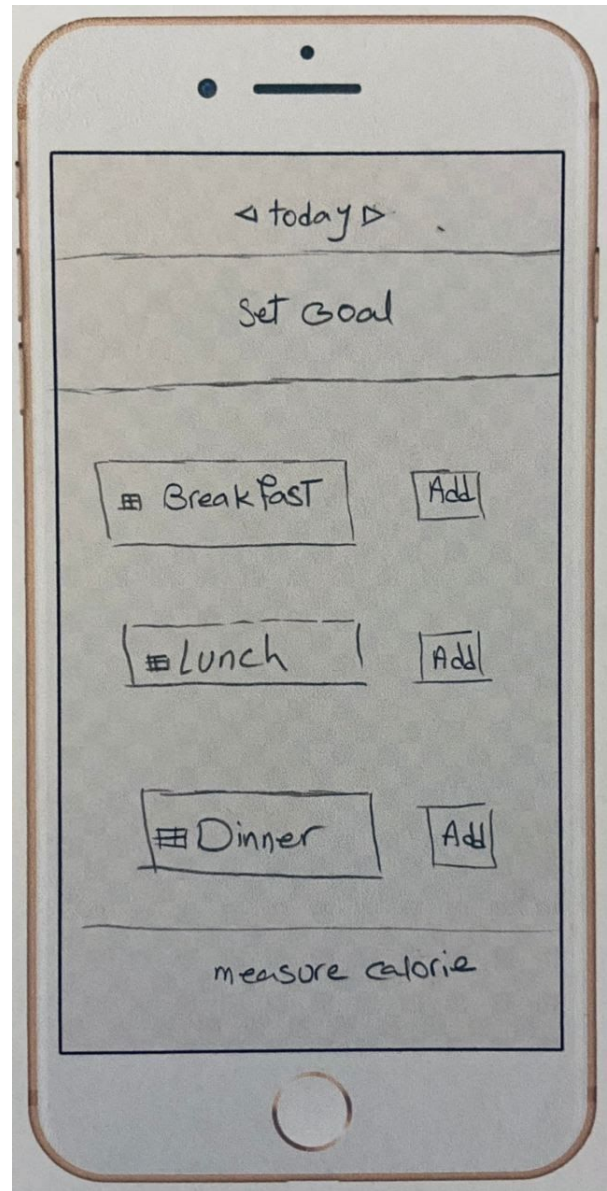 ◁ today ▷
Set Goal
Breakfast Add
Lunch Add
Dinner Add
measure calorie